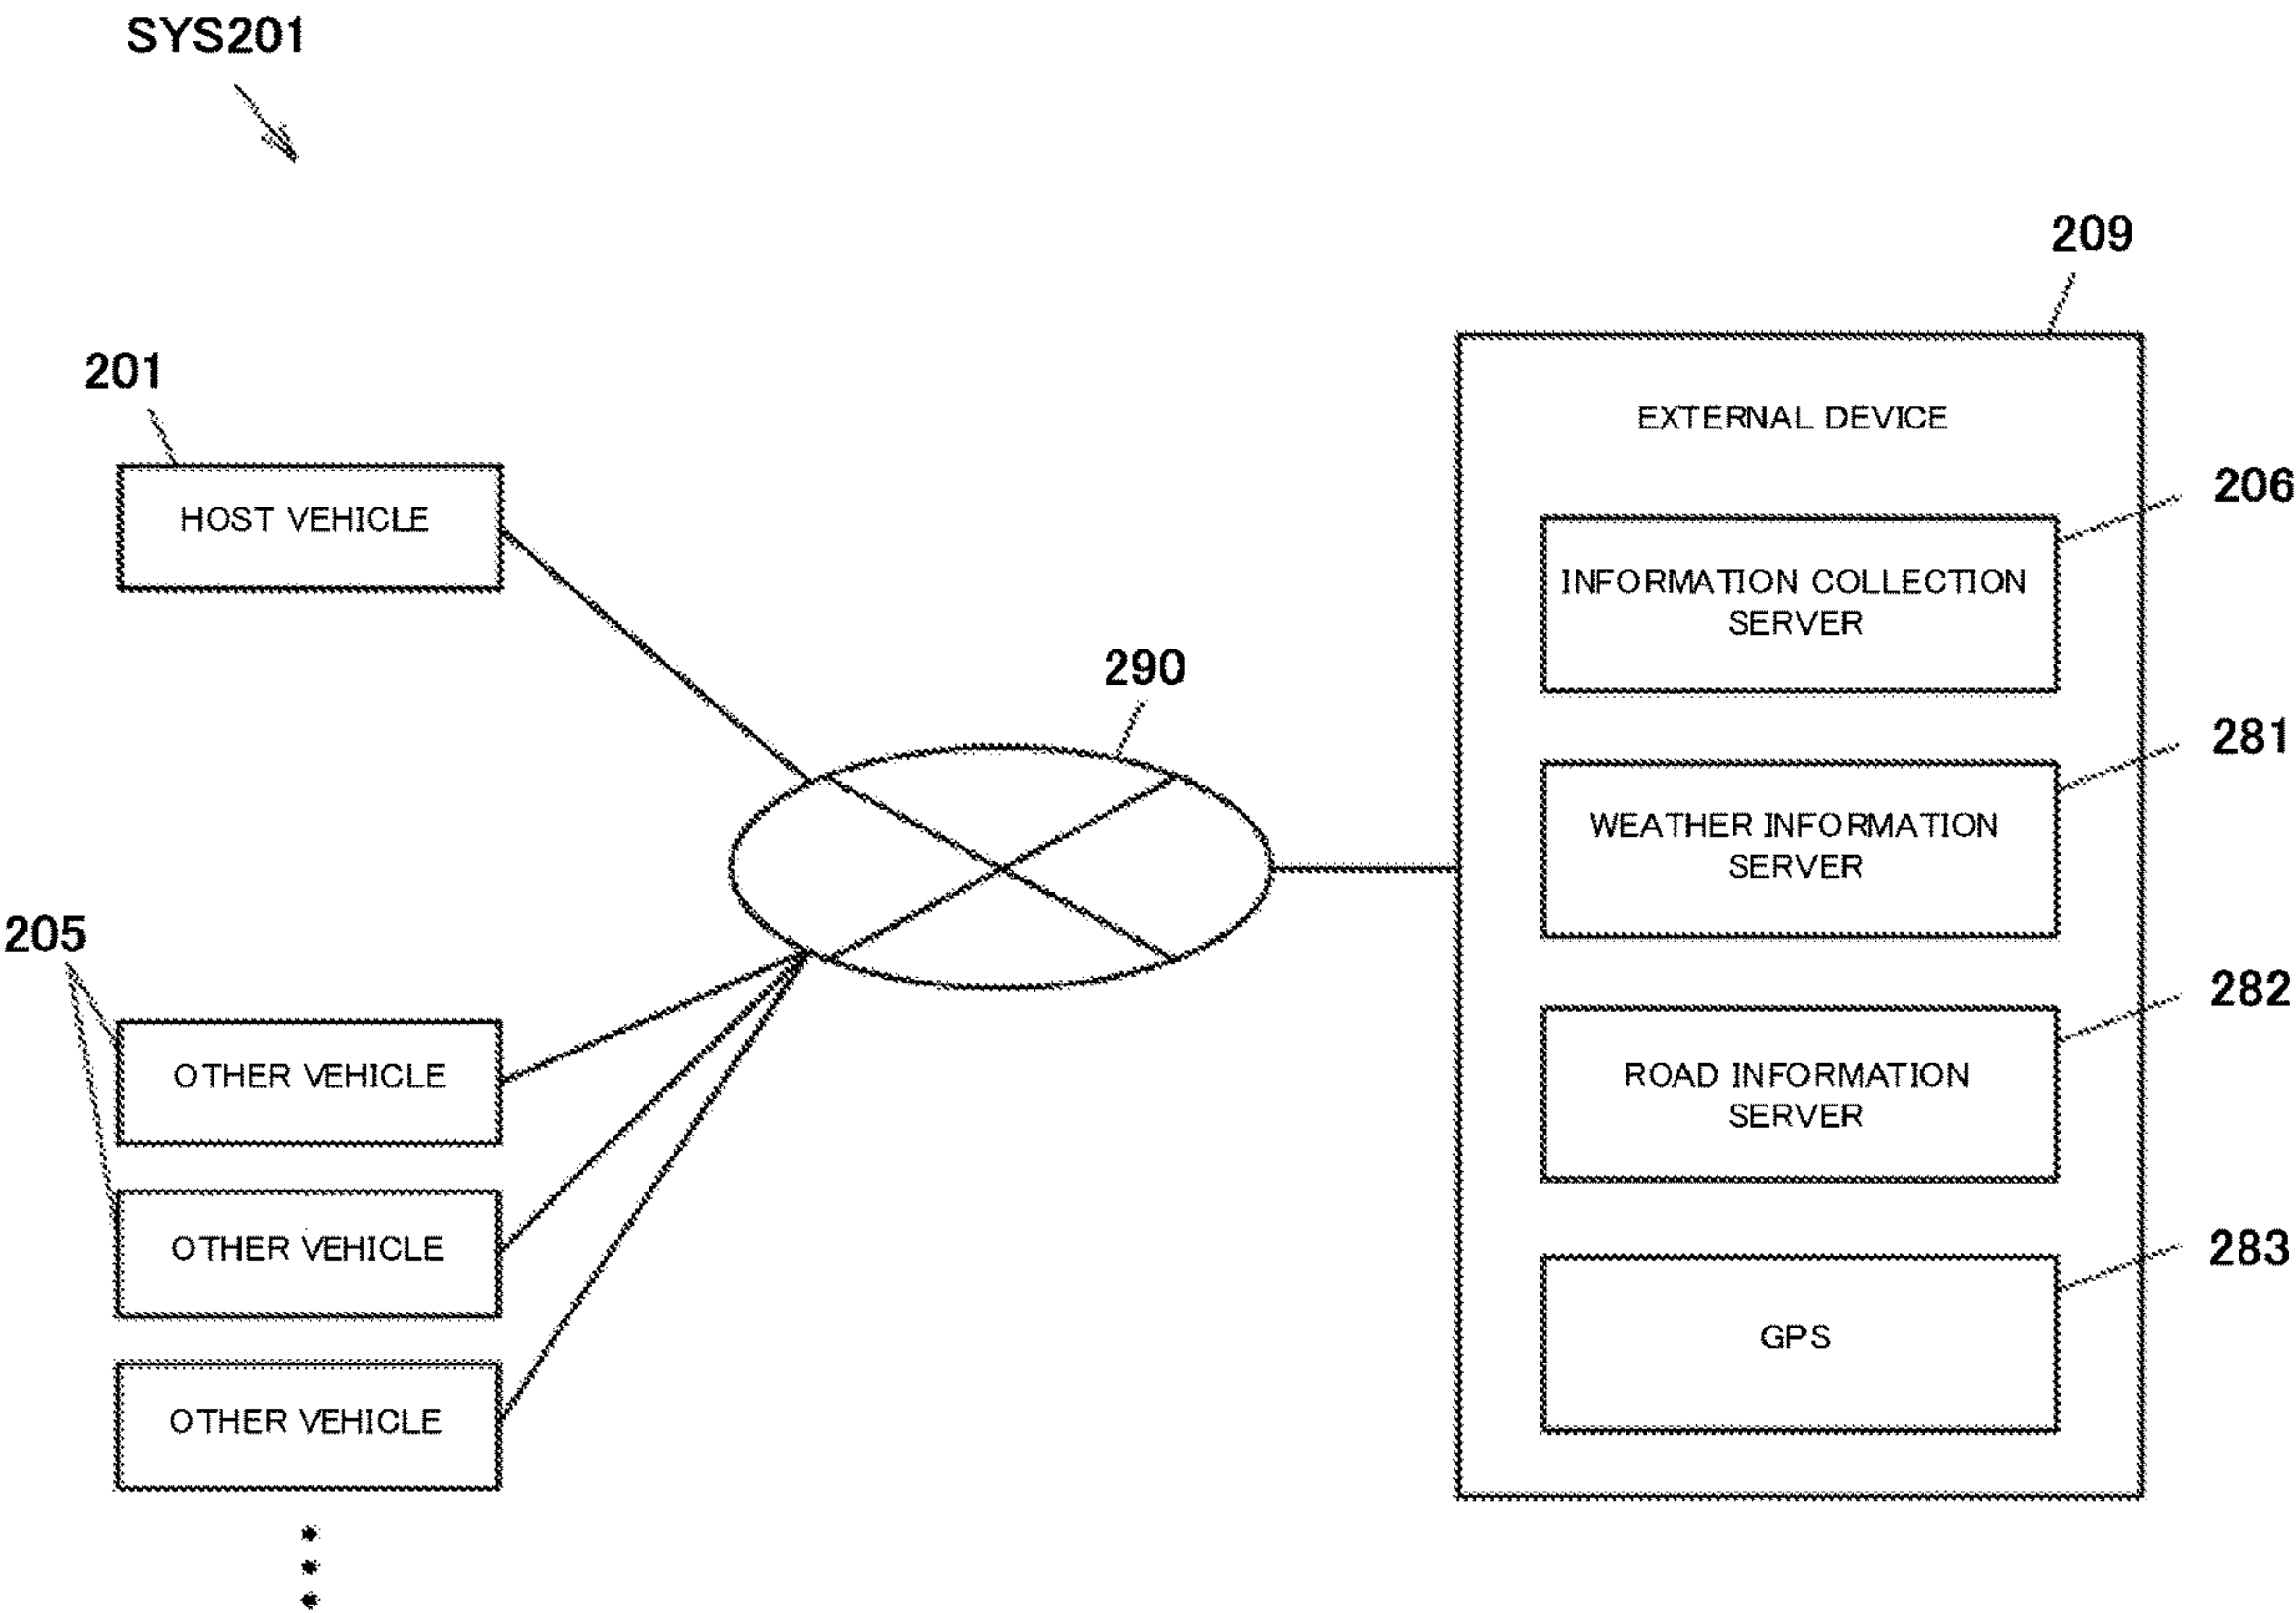 SYS201
209
201
EXTERNAL DEVICE
206
HOST VEHICLE
INFORMATION COLLECTION
SERVER
290
281
WEATHER INFORMATION
SERVER
205
282
OTHER VEHICLE
ROAD INFORMATION
SERVER
OTHER VEHICLE
283
GPS
OTHER VEHICLE